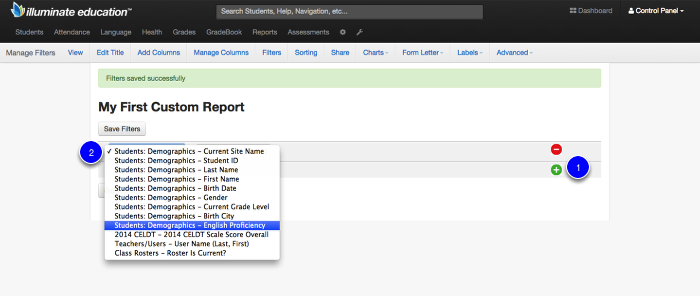 illuminate education™
Search Students, Help, Navigation, etc...
Dashboard
Control Panel
Students Attendance Language Health Grades GradeBook Reports Assessments
Manage Filters View Edit Title Add Columns Manage Columns Filters Sorting Share Charts Form Letter Labels Advanced
Filters saved successfully
My First Custom Report
Save Filters
2
✓ Students: Demographics – Current Site Name
1
Students: Demographics – Student ID
Students: Demographics – Last Name
Students: Demographics – First Name
Students: Demographics – Birth Date
Students: Demographics – Gender
Students: Demographics – Current Grade Level
Students: Demographics – Birth City
Students: Demographics – English Proficiency
2014 CELDT – 2014 CELDT Scale Score Overall
Teachers/Users – User Name (Last, First)
Class Rosters – Roster Is Current?